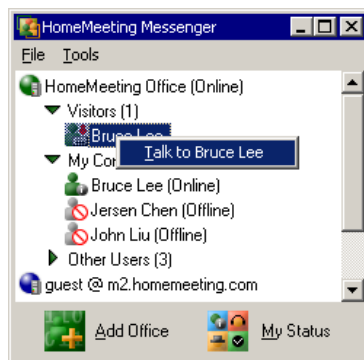 HomeMeeting Messenger
File Tools
HomeMeeting Office (Online)
Visitors (1)
Bruce Lee
Talk to Bruce Lee
My Con
Bruce Lee (Online)
Jersen Chen (Offline)
John Liu (Offline)
Other Users (3)
guest @ m2.homemeeting.com
Add Office My Status